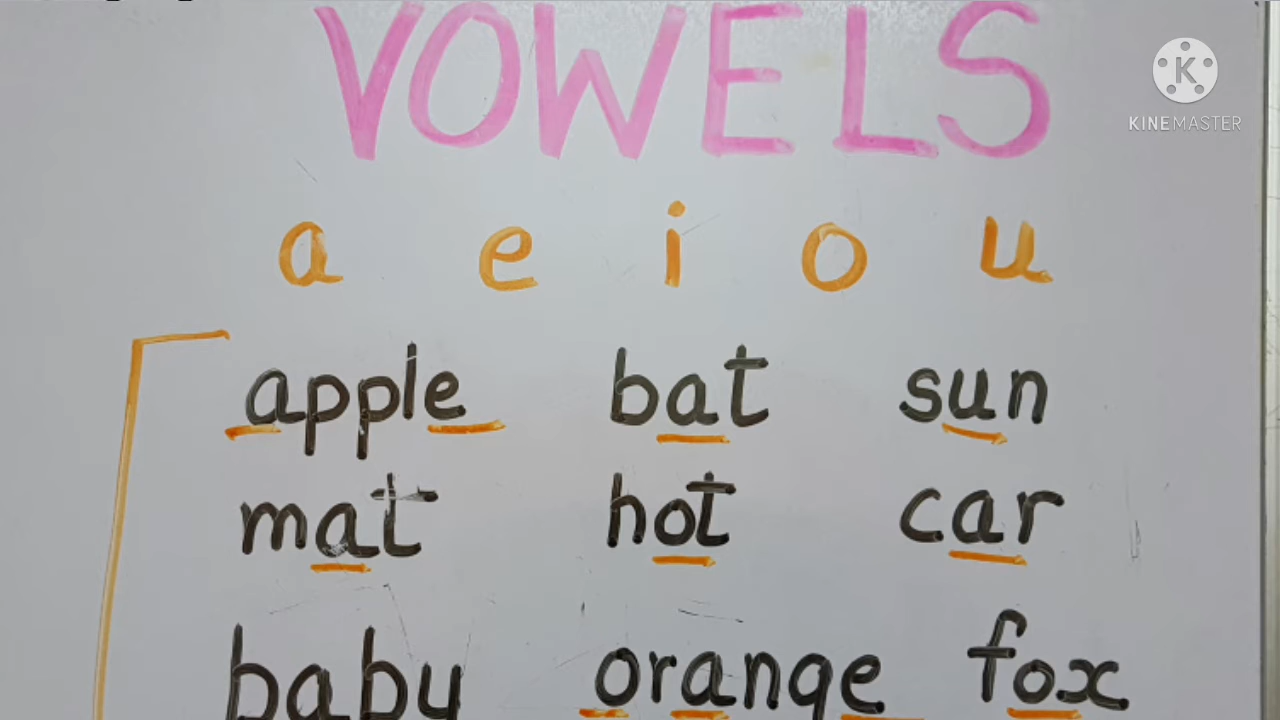 VOWELS
K
KINEMASTER
a e i o u
apple bat sun
mat hot car
baby orange fox